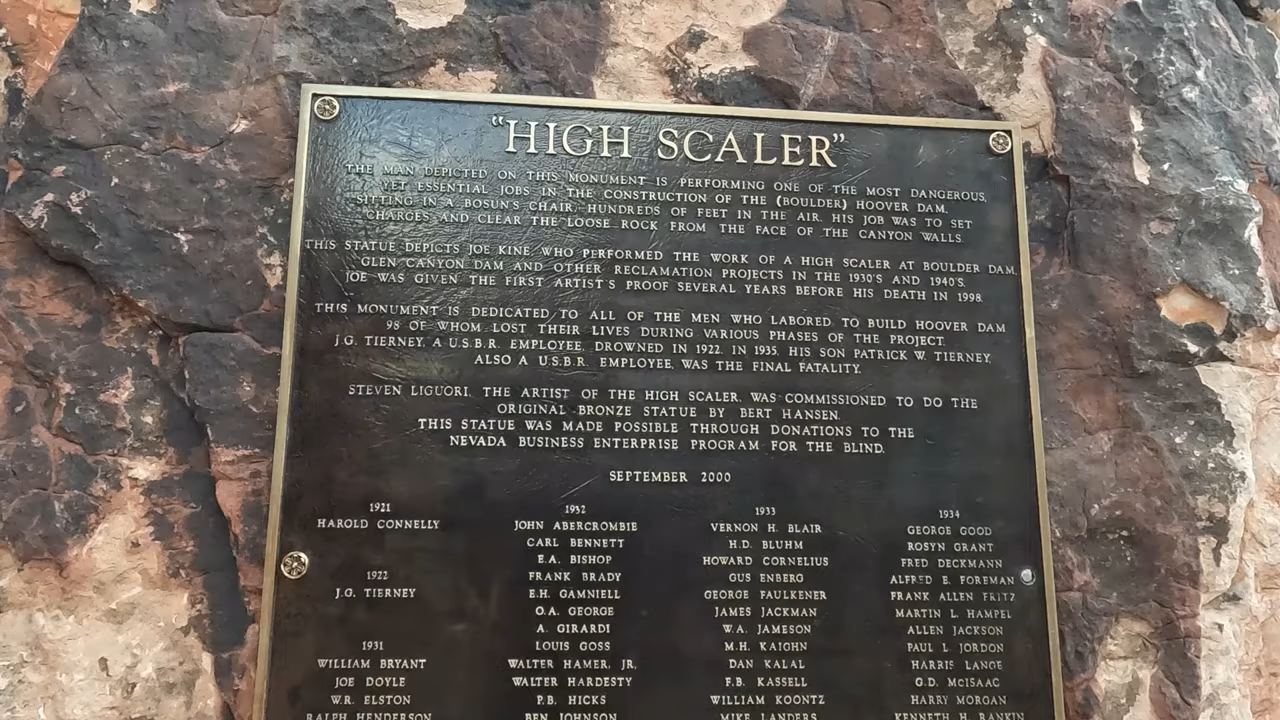 "HIGH SCALER"
THE MAN DEPICTED ON THIS MONUMENT IS PERFORMING ONE OF THE MOST DANGEROUS,
YET ESSENTIAL JOBS IN THE CONSTRUCTION OF THE (BOULDER) HOOVER DAM.
SITTING IN A BOSUN'S CHAIR, HUNDREDS OF FEET IN THE AIR, HIS JOB WAS TO SET
CHARGES AND CLEAR THE LOOSE ROCK FROM THE FACE OF THE CANYON WALLS.
THIS STATUE DEPICTS JOE KINE, WHO PERFORMED THE WORK OF A HIGH SCALER AT BOULDER DAM,
GLEN CANYON DAM AND OTHER RECLAMATION PROJECTS IN THE 1930'S AND 1940'S.
JOE WAS GIVEN THE FIRST ARTIST'S PROOF SEVERAL YEARS BEFORE HIS DEATH IN 1998.
THIS MONUMENT IS DEDICATED TO ALL OF THE MEN WHO LABORED TO BUILD HOOVER DAM
98 OF WHOM LOST THEIR LIVES DURING VARIOUS PHASES OF THE PROJECT.
J.G. TIERNEY, A U.S.B.R. EMPLOYEE, DROWNED IN 1922. IN 1935, HIS SON PATRICK W. TIERNEY,
ALSO A U.S.B.R. EMPLOYEE, WAS THE FINAL FATALITY.
STEVEN LIGUORI, THE ARTIST OF THE HIGH SCALER, WAS COMMISSIONED TO DO THE
ORIGINAL BRONZE STATUE BY BERT HANSEN.
THIS STATUE WAS MADE POSSIBLE THROUGH DONATIONS TO THE
NEVADA BUSINESS ENTERPRISE PROGRAM FOR THE BLIND.
SEPTEMBER 2000
1921
HAROLD CONNELLY
1922
J.G. TIERNEY
1931
WILLIAM BRYANT
JOE DOYLE
W.R. ELSTON
RALPH HENDERSON
1932
JOHN ABERCROMBIE
CARL BENNETT
E.A. BISHOP
FRANK BRADY
E.H. GAMNIELL
O.A. GEORGE
A. GIRARDI
LOUIS GOSS
WALTER HAMER, JR.
WALTER HARDESTY
P.B. HICKS
BEN JOHNSON
1933
VERNON H. BLAIR
H.D. BLUHM
HOWARD CORNELIUS
GUS ENBERG
GEORGE FAULKENER
JAMES JACKMAN
W.A. JAMESON
M.H. KAIGHN
DAN KALAL
F.B. KASSELL
WILLIAM KOONTZ
MIKE LANDERS
1934
GEORGE GOOD
ROSYN GRANT
FRED DECKMANN
ALFRED E. FOREMAN
FRANK ALLEN FRITZ
MARTIN L. HAMPEL
ALLEN JACKSON
PAUL L. JORDON
HARRIS LANGE
G.D. McISAAC
HARRY MORGAN
KENNETH H. RANKIN